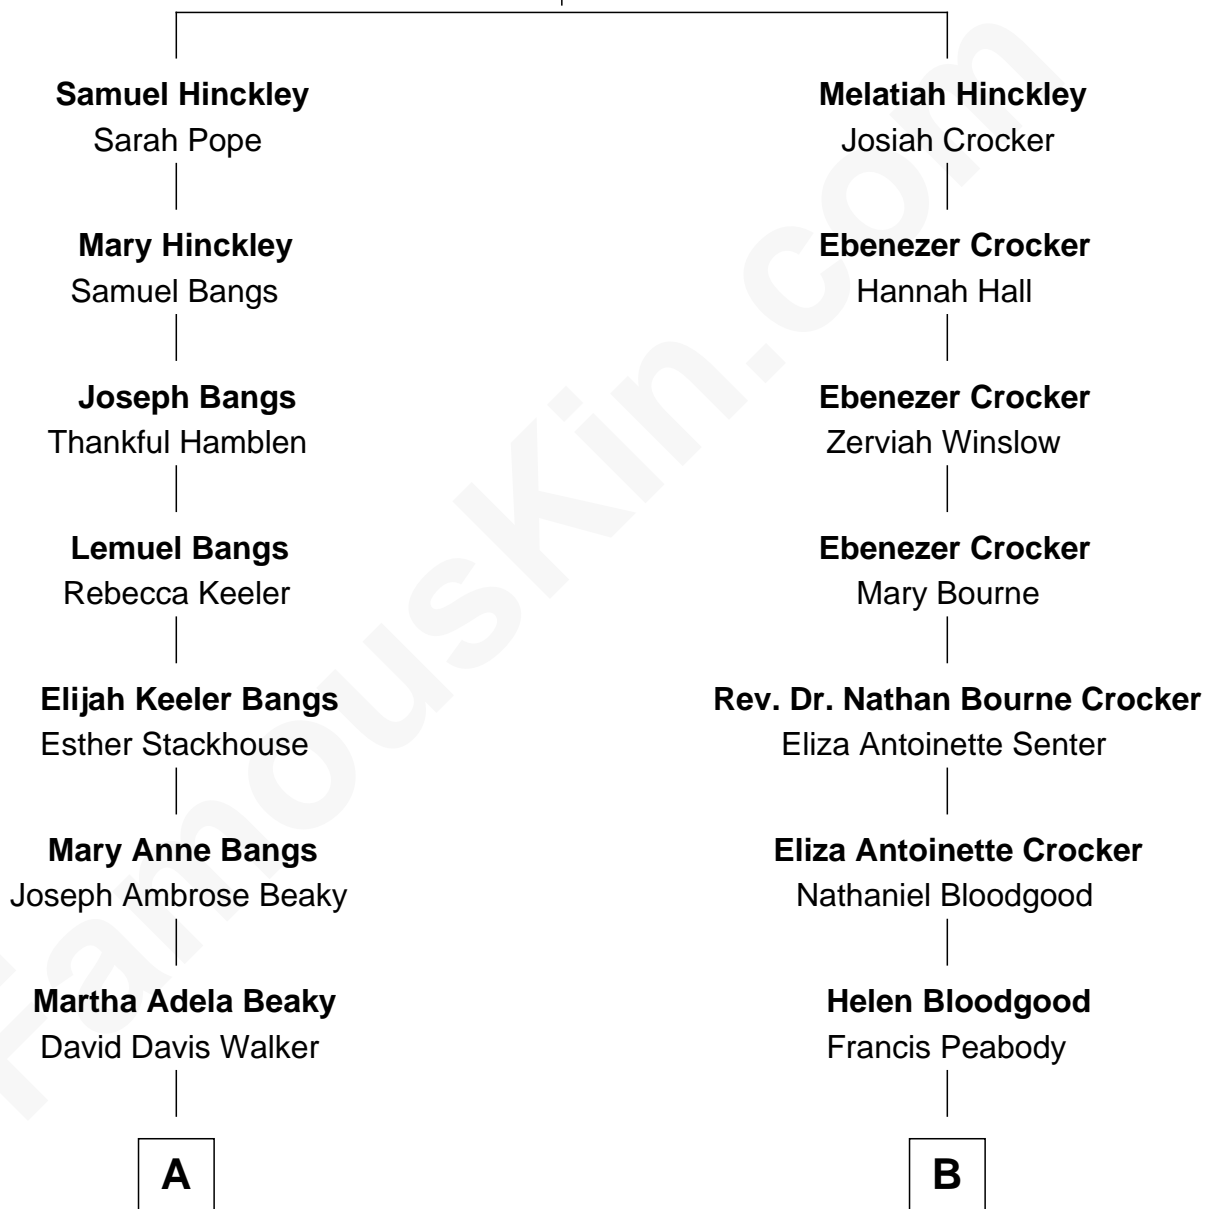 Samuel Hinckley
Sarah Pope
Mary Hinckley
Samuel Bangs
Joseph Bangs
Thankful Hamblen
Lemuel Bangs
Rebecca Keeler
Elijah Keeler Bangs
Esther Stackhouse
Mary Anne Bangs
Joseph Ambrose Beaky
Martha Adela Beaky
David Davis Walker
A
Melatiah Hinckley
Josiah Crocker
Ebenezer Crocker
Hannah Hall
Ebenezer Crocker
Zerviah Winslow
Ebenezer Crocker
Mary Bourne
Rev. Dr. Nathan Bourne Crocker
Eliza Antoinette Senter
Eliza Antoinette Crocker
Nathaniel Bloodgood
Helen Bloodgood
Francis Peabody
B
FamousKin.com